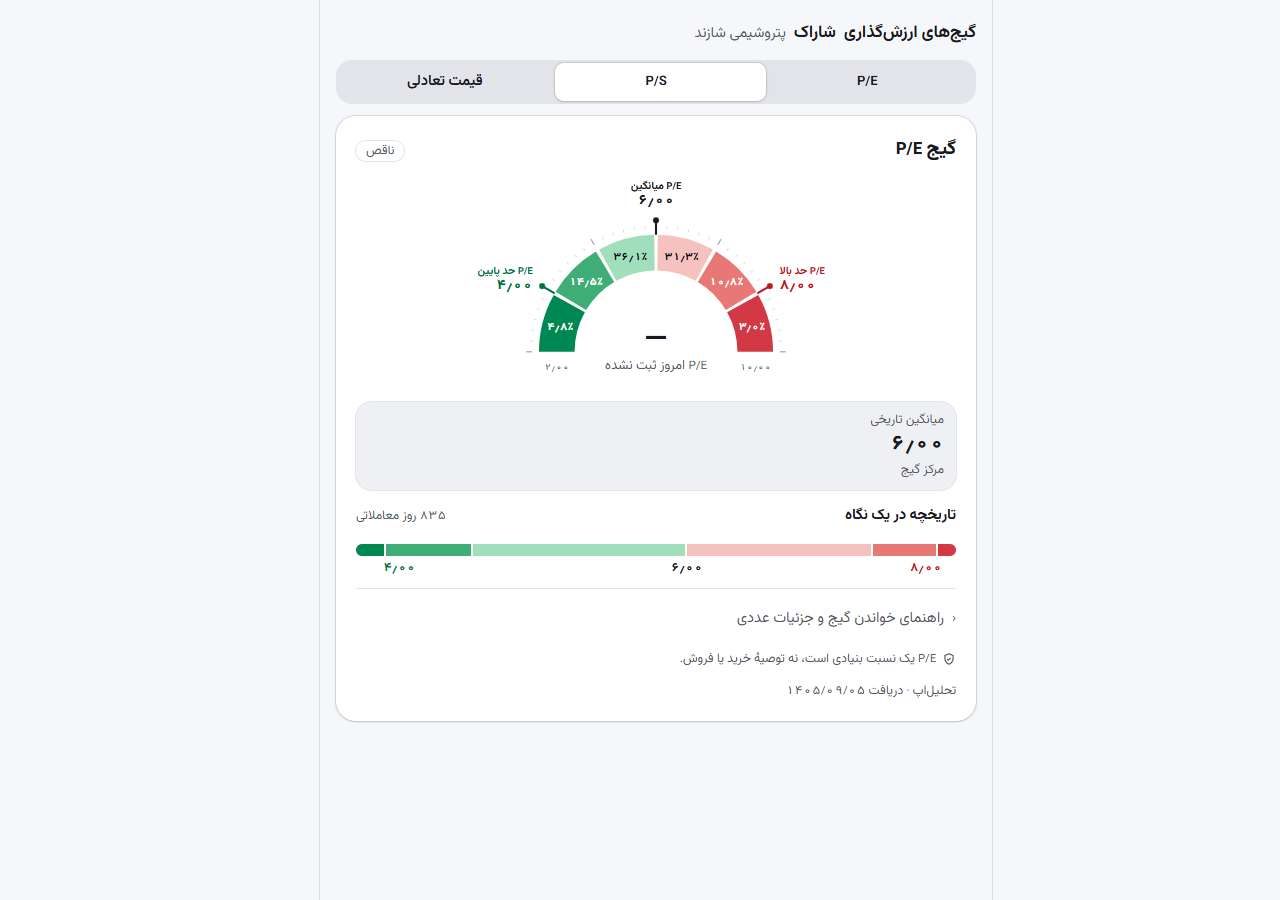 گیج‌های ارزش‌گذاری شاراک پتروشیمی شازند
P/E
P/S
قیمت تعادلی
گیج P/E
ناقص
P/E میانگین
۶٫۰۰
P/E حد بالا
۸٫۰۰
P/E حد پایین
۴٫۰۰
۳٫۰٪
۱۰٫۸٪
۳۱٫۳٪
۳۶٫۱٪
۱۴٫۵٪
۴٫۸٪
—
P/E امروز ثبت نشده
۱۰٫۰۰
۲٫۰۰
میانگین تاریخی
۶٫۰۰
مرکز گیج
تاریخچه در یک نگاه
۸۳۵ روز معاملاتی
۸٫۰۰
۶٫۰۰
۴٫۰۰
‹ راهنمای خواندن گیج و جزئیات عددی
P/E یک نسبت بنیادی است، نه توصیهٔ خرید یا فروش.
تحلیل‌اپ · دریافت ۱۴۰۵/۰۹/۰۵